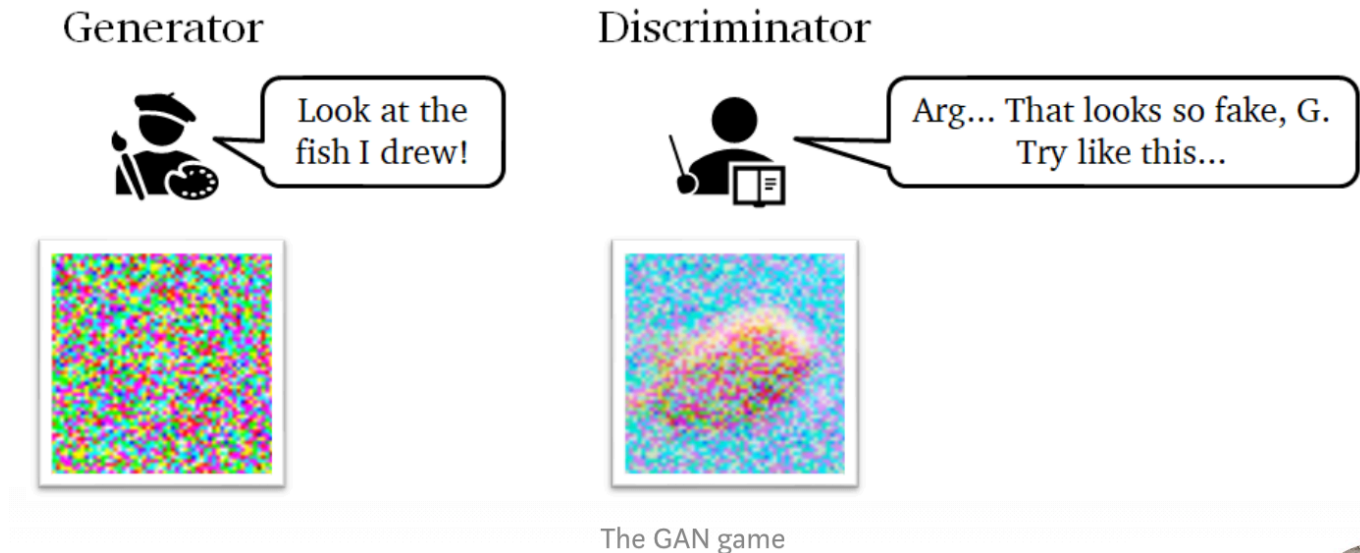 Generator
Discriminator
Look at the
fish I drew!
Arg... That looks so fake, G.
Try like this...
The GAN game